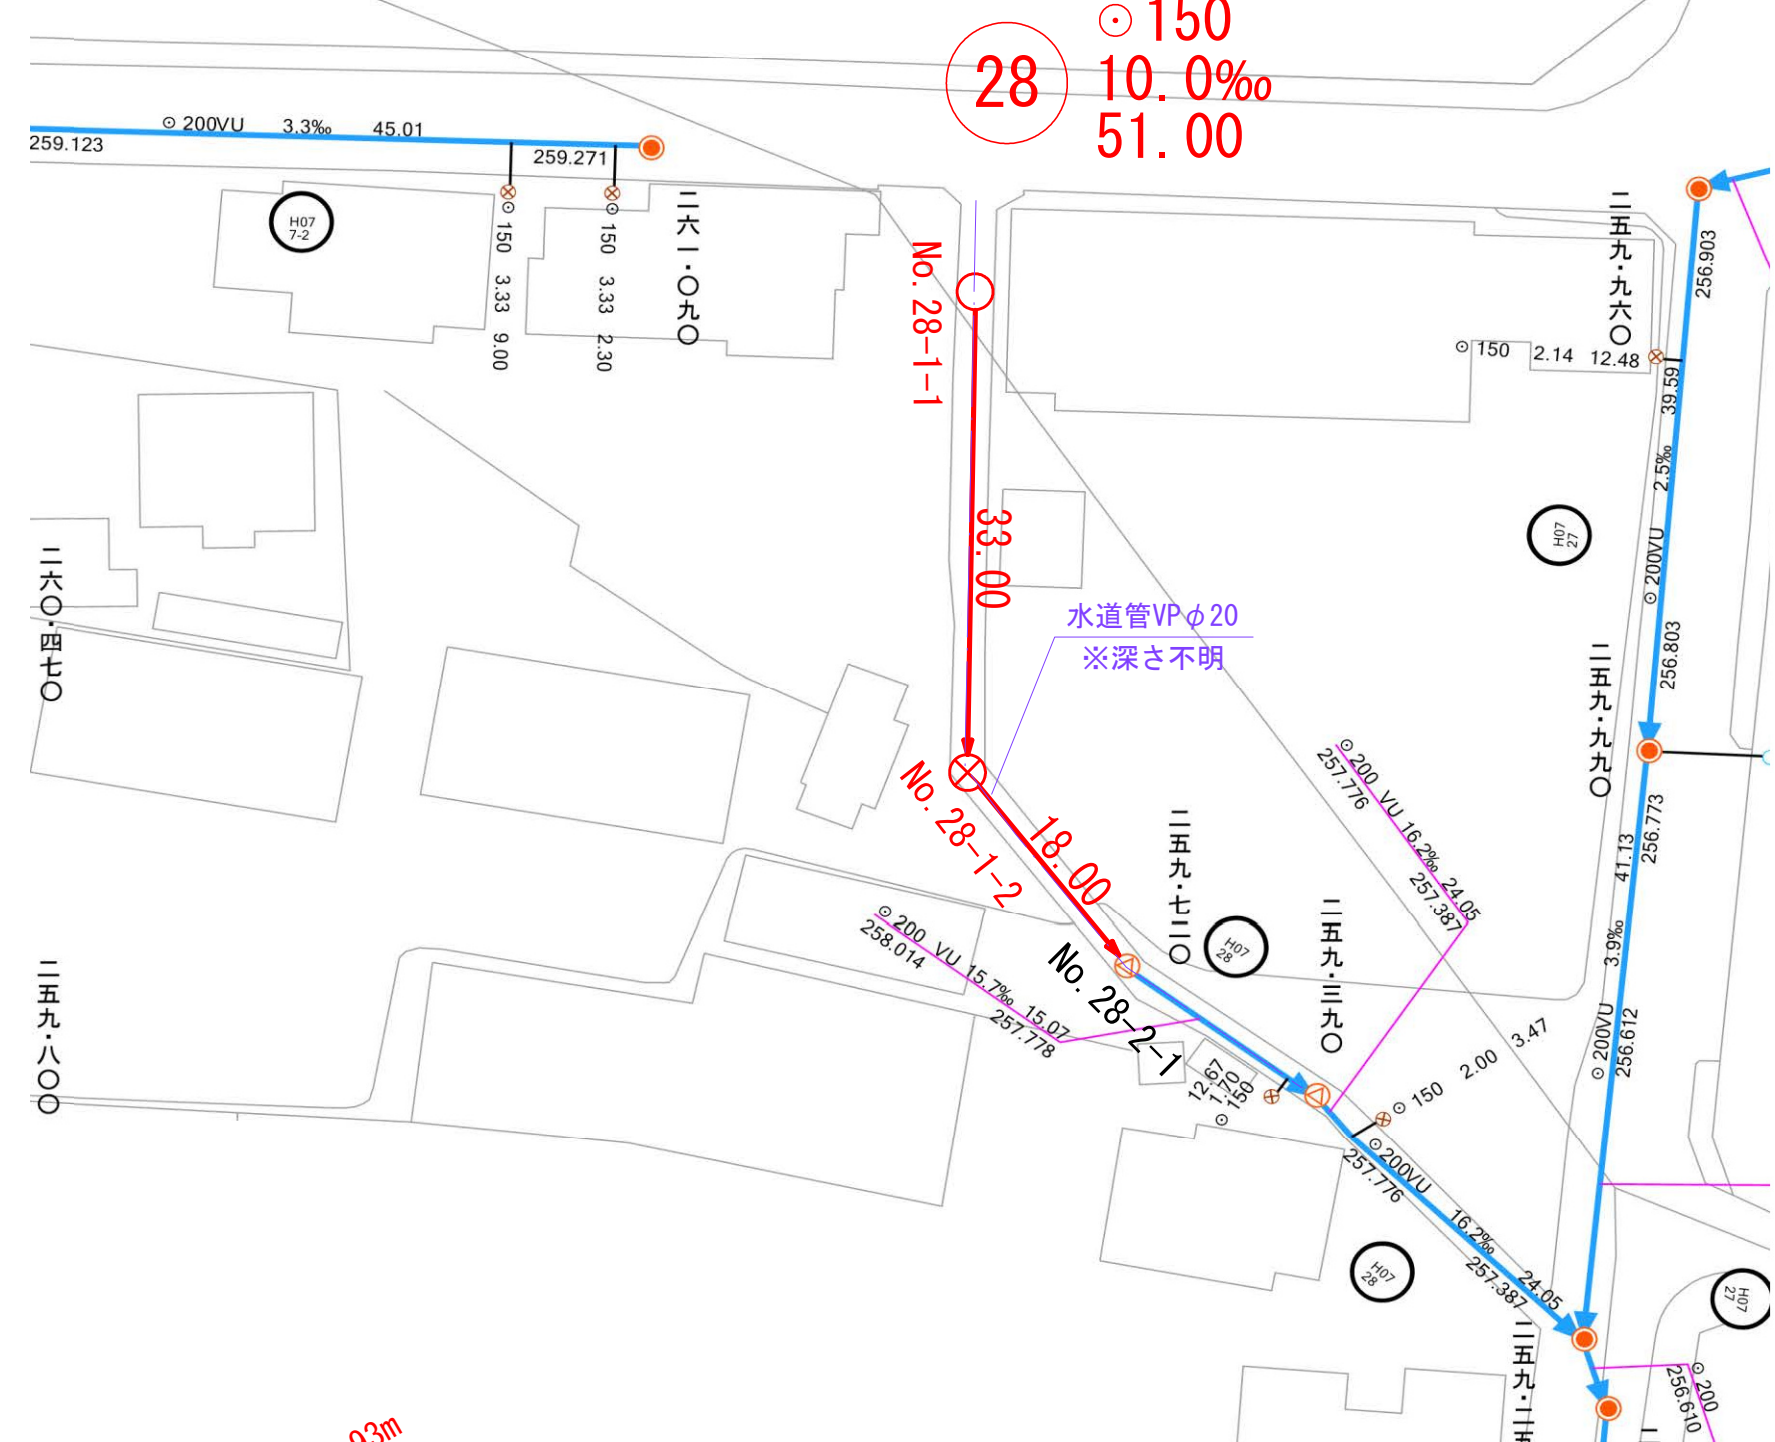 ⊙150
28
10.0‰
51.00
⊙ 200VU 3.3‰ 45.01
259.123
259.271
H07
7-2
⊙ 150 3.33 9.00
⊙ 150 3.33 2.30
二六一・〇九〇
No. 28-1-1
二五九・九六〇
256.903
⊙ 150 2.14 12.48
39.59
2.5‰
⊙ 200VU
H07
27
33.00
二六〇・四七〇
水道管VPφ20
※深さ不明
256.803
二五九・九九〇
⊙ 200 VU 16.2‰ 24.05
257.776
257.387
No. 28-1-2
18.00
二五九・七二〇
256.773
41.13
3.9‰
⊙ 200VU
256.612
⊙ 200 VU 15.7‰ 15.07
258.014
257.778
H07
28
二五九・三九〇
No. 28-2-1
二五九・八〇〇
12.67
1.70
150
⊙
⊙ 150 2.00 3.47
⊙ 200VU 16.2‰ 24.05
257.776
257.387
H07
28
H07
27
二五九・二五
⊙ 200
256.610
93m